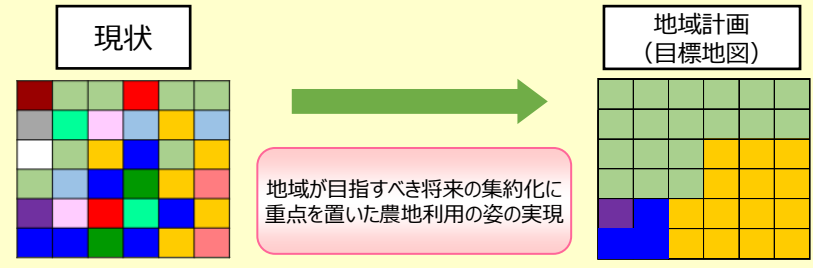 現状
地域計画
（目標地図）
地域が目指すべき将来の集約化に
重点を置いた農地利用の姿の実現